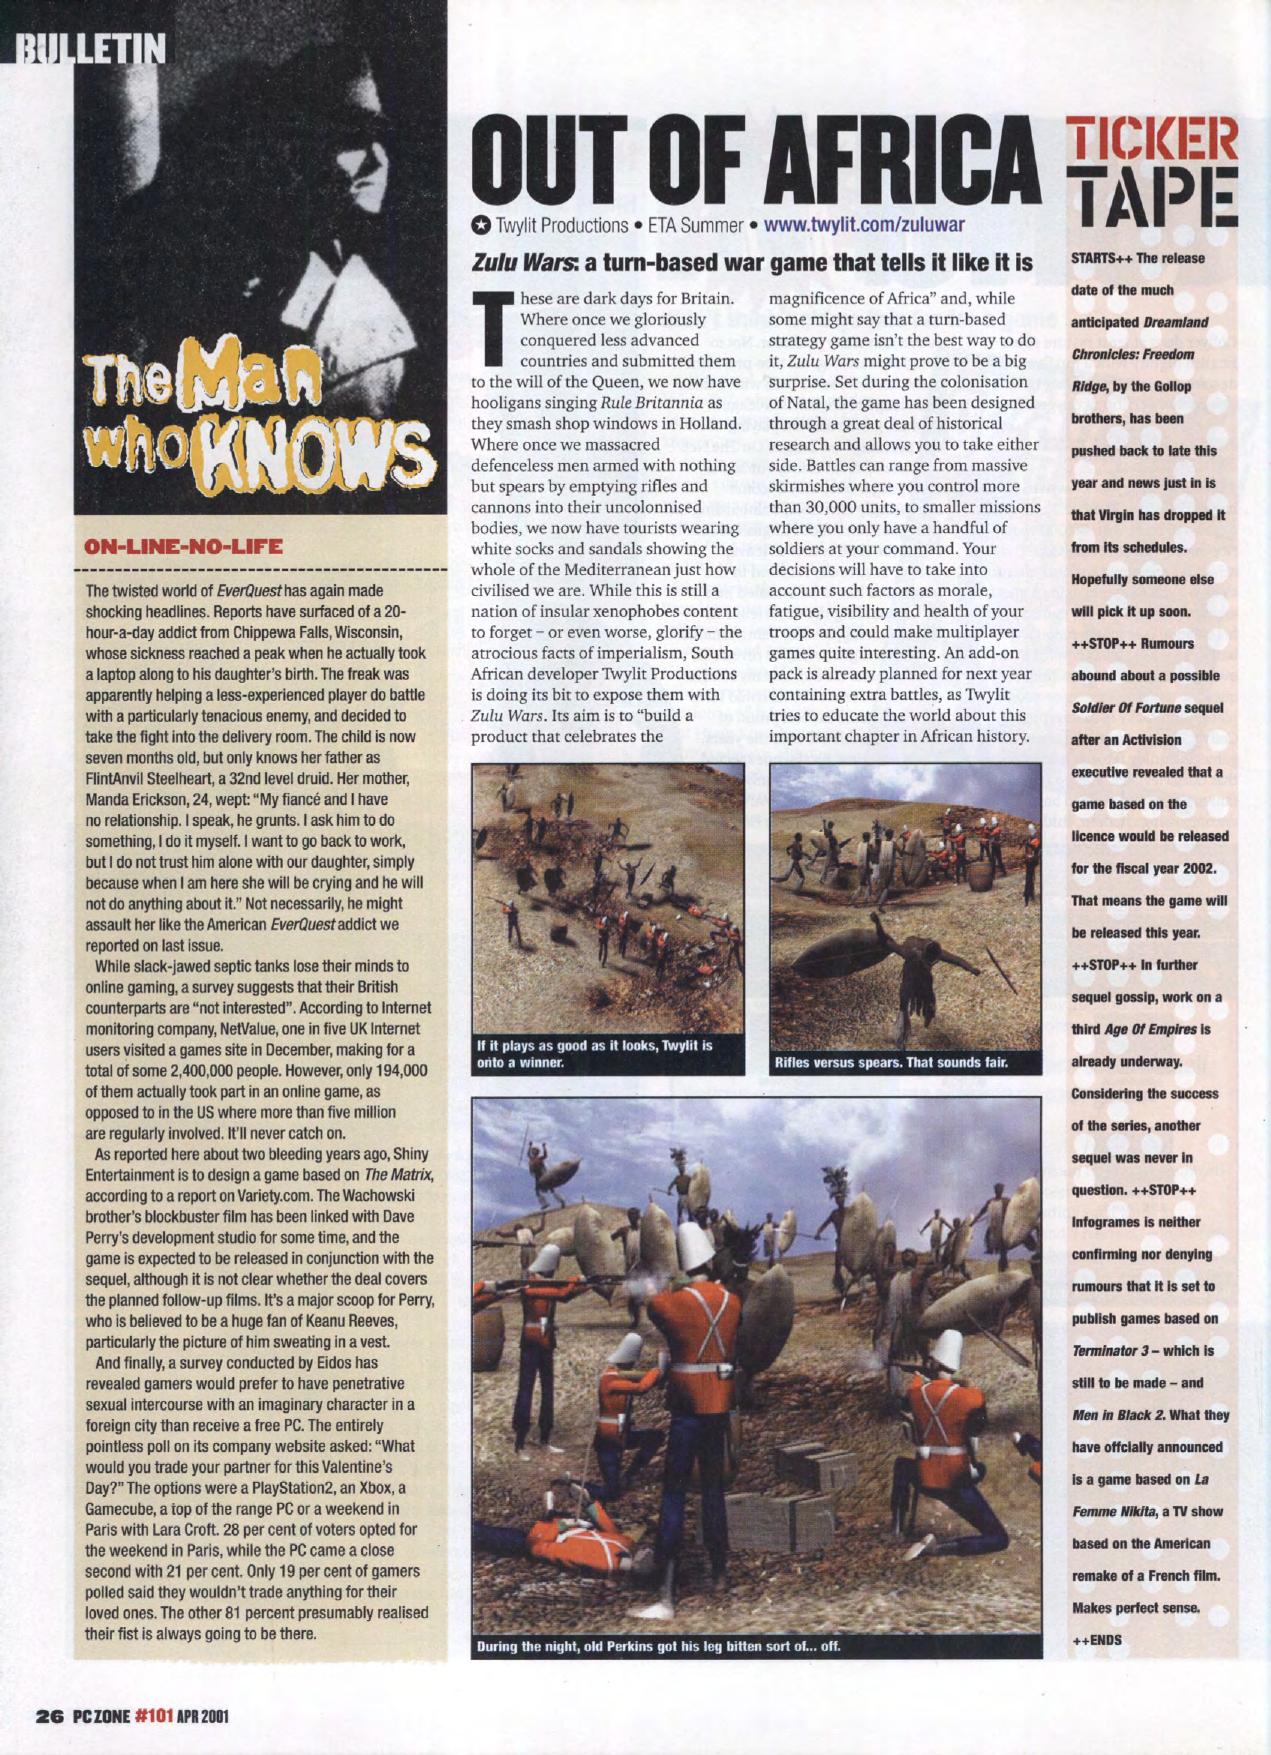 BULLETIN
The Man
who KNOWS
ON-LINE-NO-LIFE
The twisted world of EverQuest has again made
shocking headlines. Reports have surfaced of a 20-
hour-a-day addict from Chippewa Falls, Wisconsin,
whose sickness reached a peak when he actually took
a laptop along to his daughter's birth. The freak was
apparently helping a less-experienced player do battle
with a particularly tenacious enemy, and decided to
take the fight into the delivery room. The child is now
seven months old, but only knows her father as
FlintAnvil Steelheart, a 32nd level druid. Her mother,
Manda Erickson, 24, wept: "My fiancé and I have
no relationship. I speak, he grunts. I ask him to do
something, I do it myself. I want to go back to work,
but I do not trust him alone with our daughter, simply
because when I am here she will be crying and he will
not do anything about it." Not necessarily, he might
assault her like the American EverQuest addict we
reported on last issue.
While slack-jawed septic tanks lose their minds to
online gaming, a survey suggests that their British
counterparts are "not interested". According to Internet
monitoring company, NetValue, one in five UK Internet
users visited a games site in December, making for a
total of some 2,400,000 people. However, only 194,000
of them actually took part in an online game, as
opposed to in the US where more than five million
are regularly involved. It'll never catch on.
As reported here about two bleeding years ago, Shiny
Entertainment is to design a game based on The Matrix,
according to a report on Variety.com. The Wachowski
brother's blockbuster film has been linked with Dave
Perry's development studio for some time, and the
game is expected to be released in conjunction with the
sequel, although it is not clear whether the deal covers
the planned follow-up films. It's a major scoop for Perry,
who is believed to be a huge fan of Keanu Reeves,
particularly the picture of him sweating in a vest.
And finally, a survey conducted by Eidos has
revealed gamers would prefer to have penetrative
sexual intercourse with an imaginary character in a
foreign city than receive a free PC. The entirely
pointless poll on its company website asked: "What
would you trade your partner for this Valentine's
Day?" The options were a PlayStation2, an Xbox, a
Gamecube, a top of the range PC or a weekend in
Paris with Lara Croft. 28 per cent of voters opted for
the weekend in Paris, while the PC came a close
second with 21 per cent. Only 19 per cent of gamers
polled said they wouldn't trade anything for their
loved ones. The other 81 percent presumably realised
their fist is always going to be there.
OUT OF AFRICA
Twylit Productions • ETA Summer • www.twylit.com/zuluwar
Zulu Wars: a turn-based war game that tells it like it is
These are dark days for Britain.
Where once we gloriously
conquered less advanced
countries and submitted them
to the will of the Queen, we now have
hooligans singing Rule Britannia as
they smash shop windows in Holland.
Where once we massacred
defenceless men armed with nothing
but spears by emptying rifles and
cannons into their uncolonnised
bodies, we now have tourists wearing
white socks and sandals showing the
whole of the Mediterranean just how
civilised we are. While this is still a
nation of insular xenophobes content
to forget – or even worse, glorify – the
atrocious facts of imperialism, South
African developer Twylit Productions
is doing its bit to expose them with
Zulu Wars. Its aim is to "build a
product that celebrates the
magnificence of Africa" and, while
some might say that a turn-based
strategy game isn't the best way to do
it, Zulu Wars might prove to be a big
surprise. Set during the colonisation
of Natal, the game has been designed
through a great deal of historical
research and allows you to take either
side. Battles can range from massive
skirmishes where you control more
than 30,000 units, to smaller missions
where you only have a handful of
soldiers at your command. Your
decisions will have to take into
account such factors as morale,
fatigue, visibility and health of your
troops and could make multiplayer
games quite interesting. An add-on
pack is already planned for next year
containing extra battles, as Twylit
tries to educate the world about this
important chapter in African history.
If it plays as good as it looks, Twylit is
onto a winner.
Rifles versus spears. That sounds fair.
During the night, old Perkins got his leg bitten sort of... off.
TICKER
TAPE
STARTS++ The release
date of the much
anticipated Dreamland
Chronicles: Freedom
Ridge, by the Gollop
brothers, has been
pushed back to late this
year and news just in is
that Virgin has dropped it
from its schedules.
Hopefully someone else
will pick it up soon.
++STOP++ Rumours
abound about a possible
Soldier Of Fortune sequel
after an Activision
executive revealed that a
game based on the
licence would be released
for the fiscal year 2002.
That means the game will
be released this year.
++STOP++ In further
sequel gossip, work on a
third Age Of Empires is
already underway.
Considering the success
of the series, another
sequel was never in
question. ++STOP++
Infogrames is neither
confirming nor denying
rumours that it is set to
publish games based on
Terminator 3 – which is
still to be made – and
Men in Black 2. What they
have offcially announced
is a game based on La
Femme Nikita, a TV show
based on the American
remake of a French film.
Makes perfect sense.
++ENDS
26 PCZONE #101 APR 2001